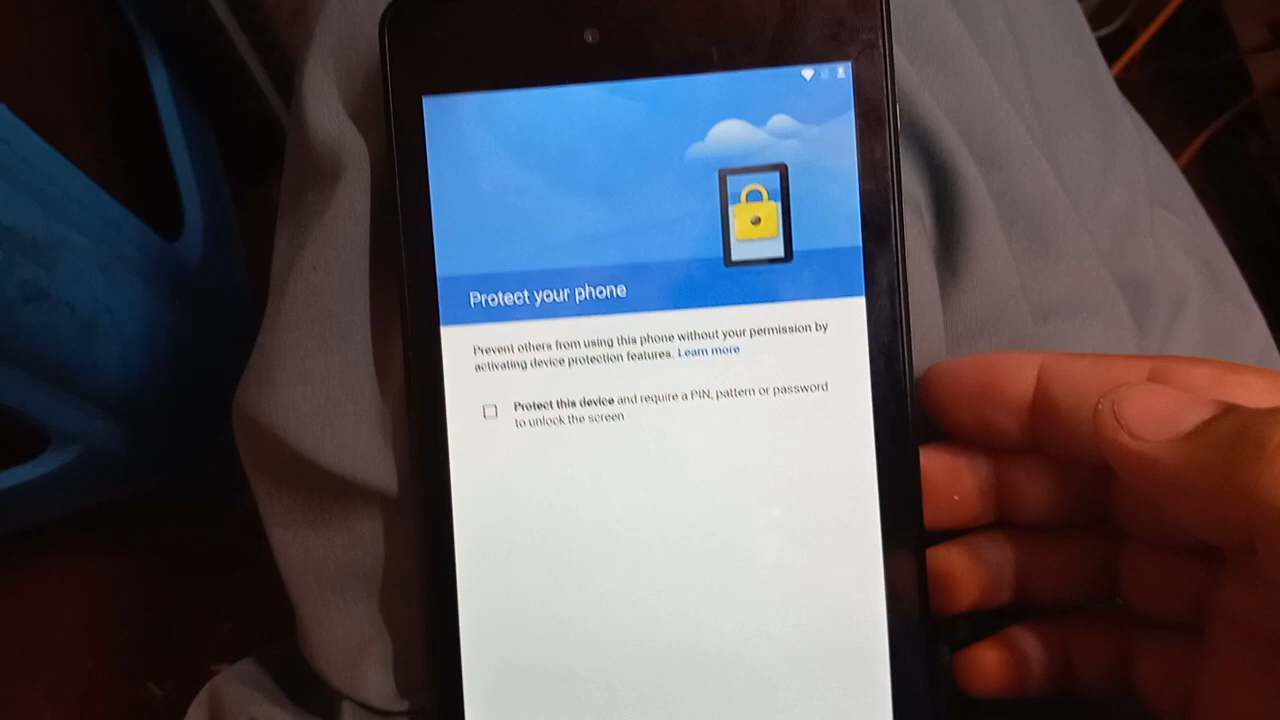 Protect your phone
Prevent others from using this phone without your permission by
activating device protection features. Learn more
Protect this device and require a PIN, pattern or password
to unlock the screen